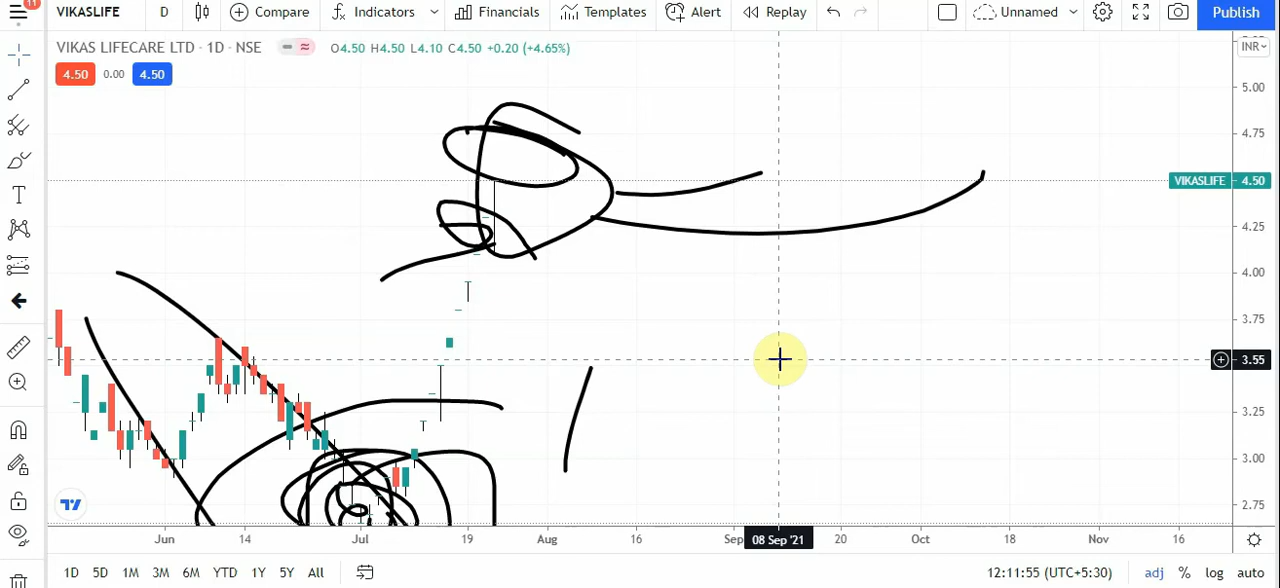 11
VIKASLIFE D Compare Indicators Financials Templates Alert Replay Unnamed Publish
VIKAS LIFECARE LTD · 1D · NSE O4.50 H4.50 L4.10 C4.50 +0.20 (+4.65%)
INR
4.50 0.00 4.50
5.00
4.75
VIKASLIFE 4.50
4.25
4.00
3.75
3.55
3.25
3.00
2.75
Jun 14 Jul 19 Aug 16 Sep 08 Sep '21 20 Oct 18 Nov 16
1D 5D 1M 3M 6M YTD 1Y 5Y All 12:11:55 (UTC+5:30) adj % log auto